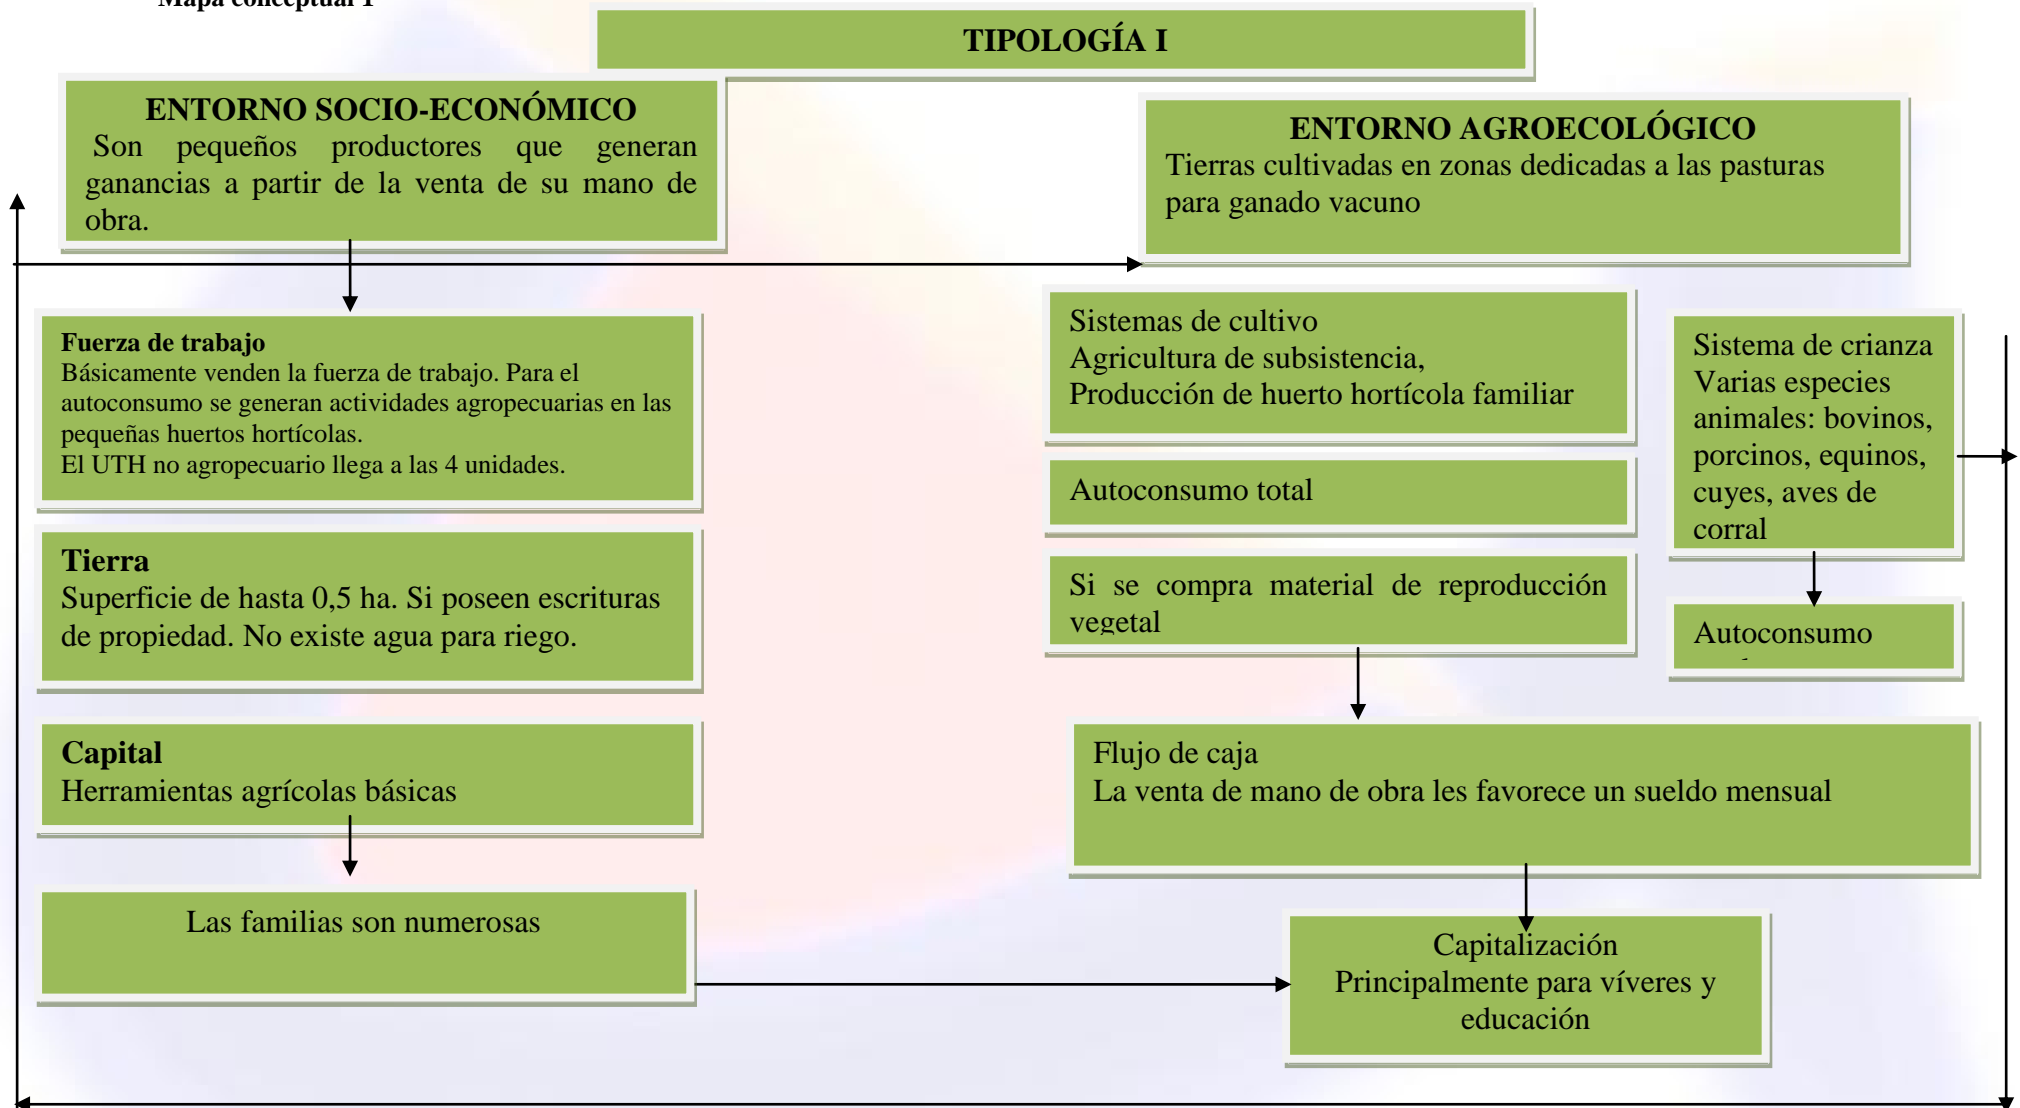 Mapa conceptual 1
TIPOLOGÍA I
ENTORNO SOCIO-ECONÓMICO
Son pequeños productores que generan
ganancias a partir de la venta de su mano de
obra.
ENTORNO AGROECOLÓGICO
Tierras cultivadas en zonas dedicadas a las pasturas
para ganado vacuno
Fuerza de trabajo
Básicamente venden la fuerza de trabajo. Para el
autoconsumo se generan actividades agropecuarias en las
pequeñas huertos hortícolas.
El UTH no agropecuario llega a las 4 unidades.
Tierra
Superficie de hasta 0,5 ha. Si poseen escrituras
de propiedad. No existe agua para riego.
Capital
Herramientas agrícolas básicas
Las familias son numerosas
Sistemas de cultivo
Agricultura de subsistencia,
Producción de huerto hortícola familiar
Autoconsumo total
Si se compra material de reproducción
vegetal
Sistema de crianza
Varias especies
animales: bovinos,
porcinos, equinos,
cuyes, aves de
corral
Autoconsumo
Flujo de caja
La venta de mano de obra les favorece un sueldo mensual
Capitalización
Principalmente para víveres y
educación